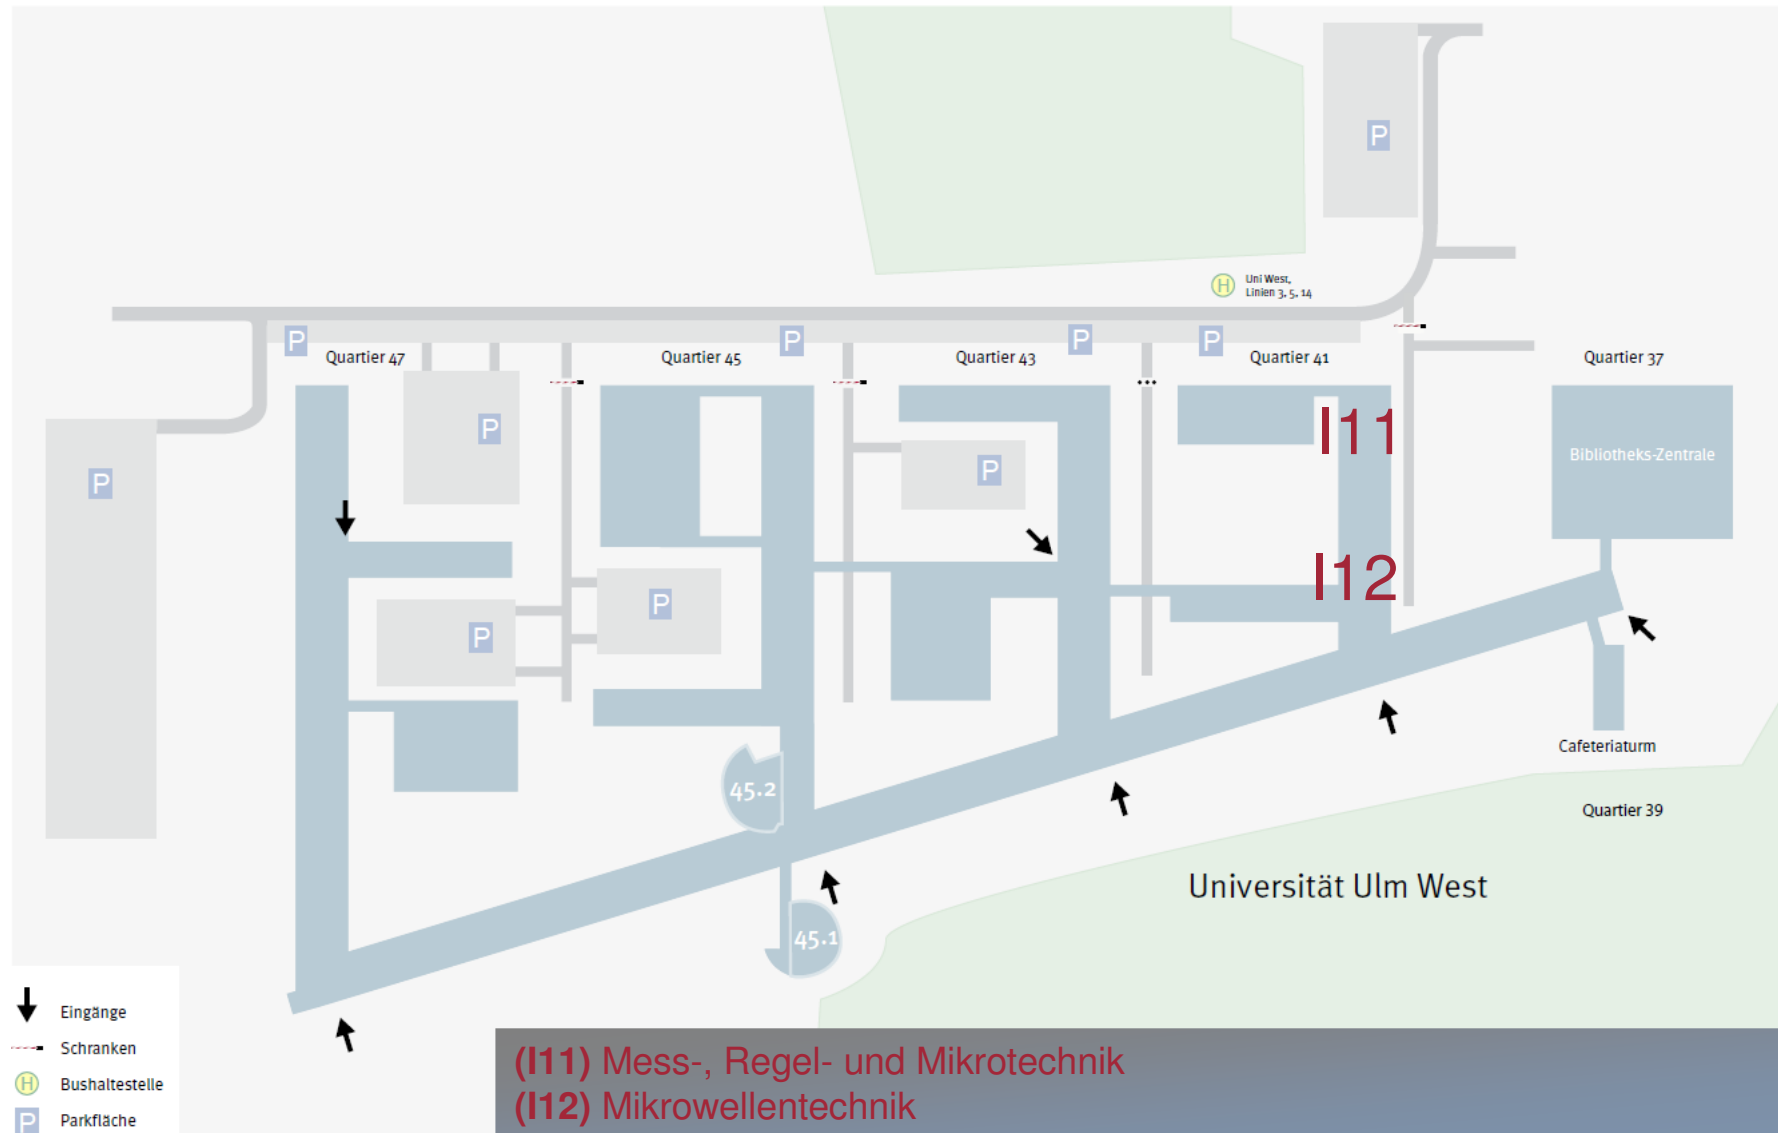 P
H
Uni West,
Linien 3, 5, 14
P
P
P
P
Quartier 47
Quartier 45
Quartier 43
Quartier 41
Quartier 37
I11
P
P
P
Bibliotheks-Zentrale
I12
P
P
Cafeteriaturm
45.2
Quartier 39
Universität Ulm West
45.1
Eingänge
Schranken
H Bushaltestelle
P Parkfläche
(I11) Mess-, Regel- und Mikrotechnik
(I12) Mikrowellentechnik